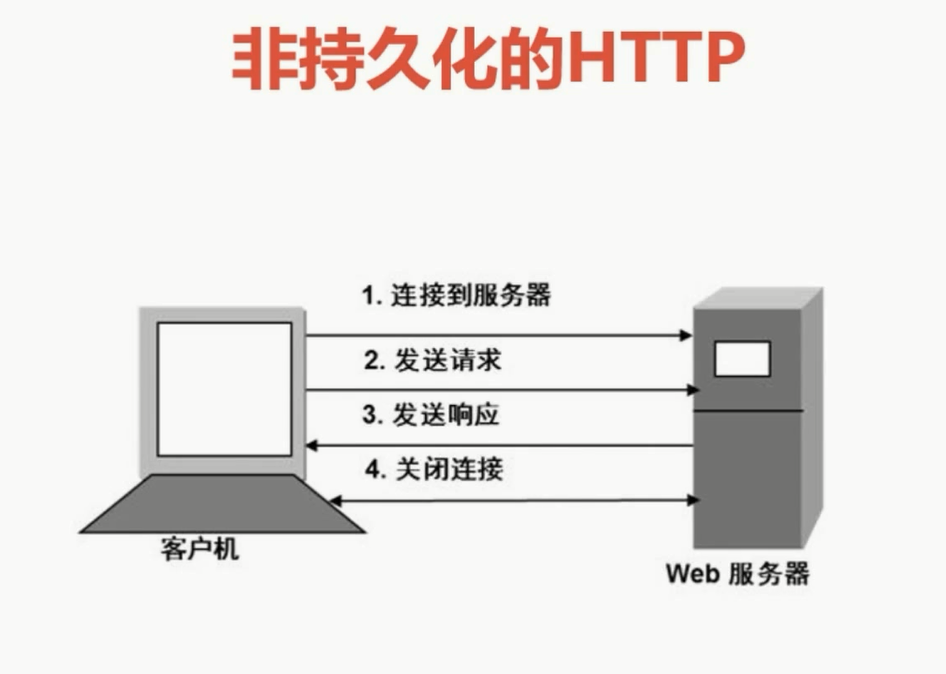 非持久化的HTTP
1. 连接到服务器
2. 发送请求
3. 发送响应
4. 关闭连接
客户机
Web 服务器